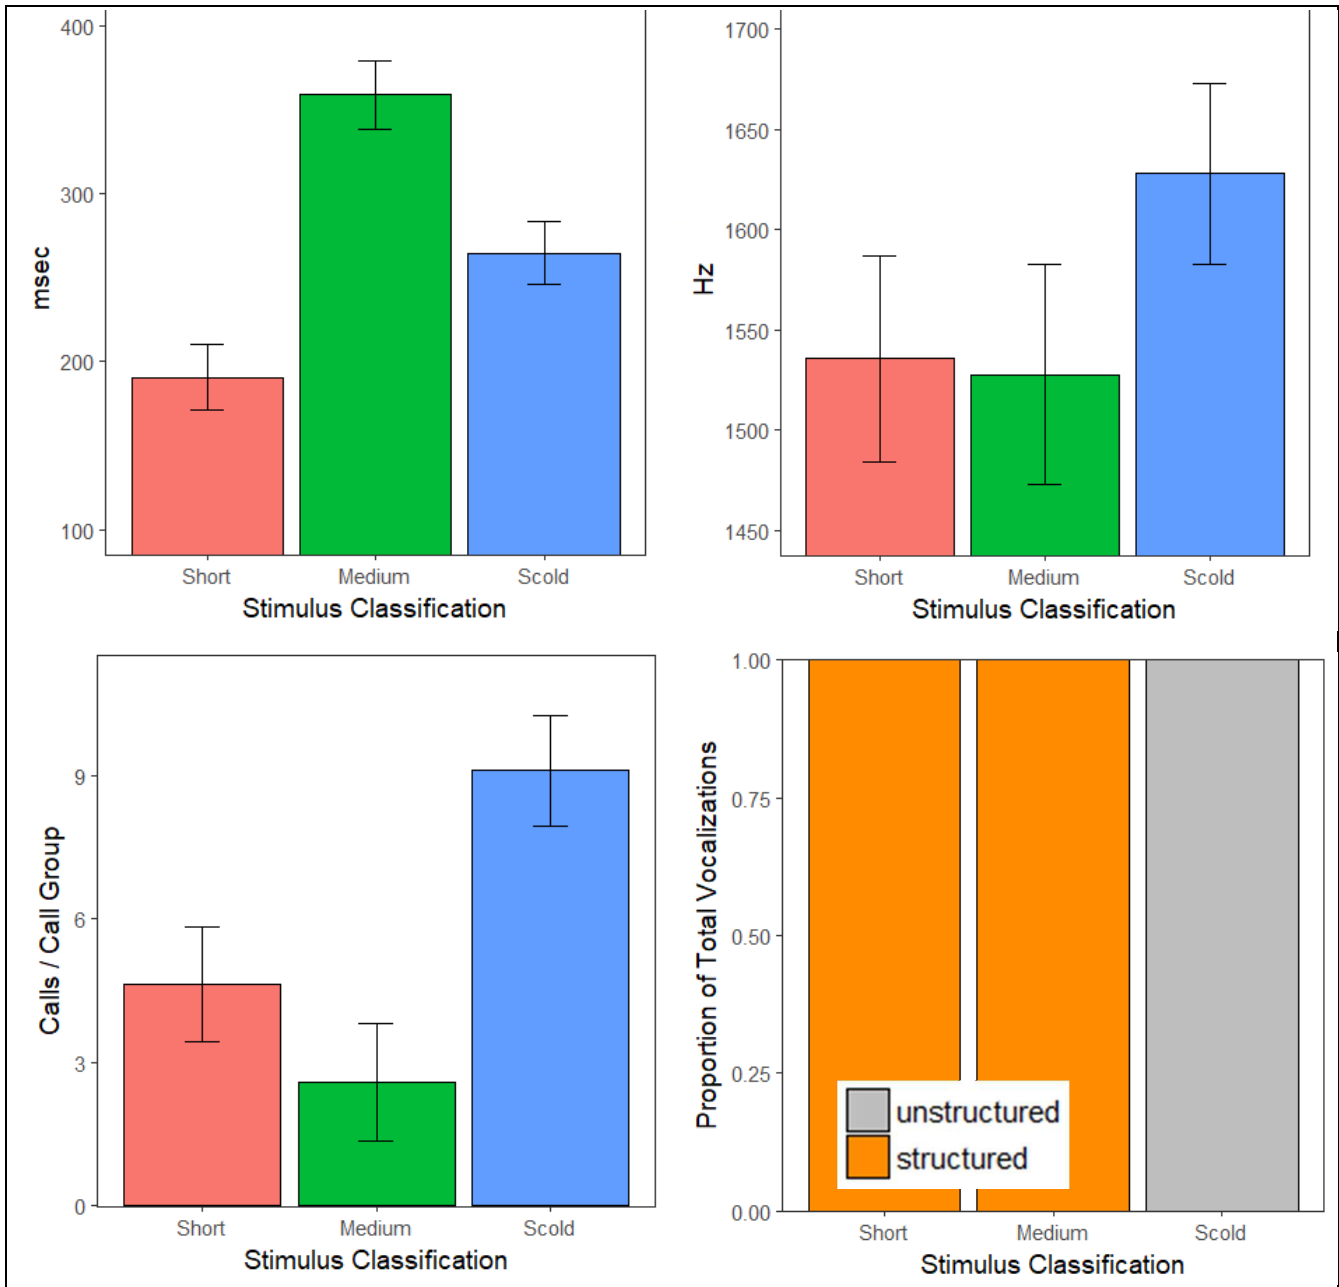 400
300
200
100
msec
Short Medium Scold
Stimulus Classification
1700
1650
1600
1550
1500
1450
Hz
Short Medium Scold
Stimulus Classification
9
6
3
0
Calls / Call Group
Short Medium Scold
Stimulus Classification
1.00
0.75
0.50
0.25
0.00
Proportion of Total Vocalizations
unstructured
structured
Short Medium Scold
Stimulus Classification